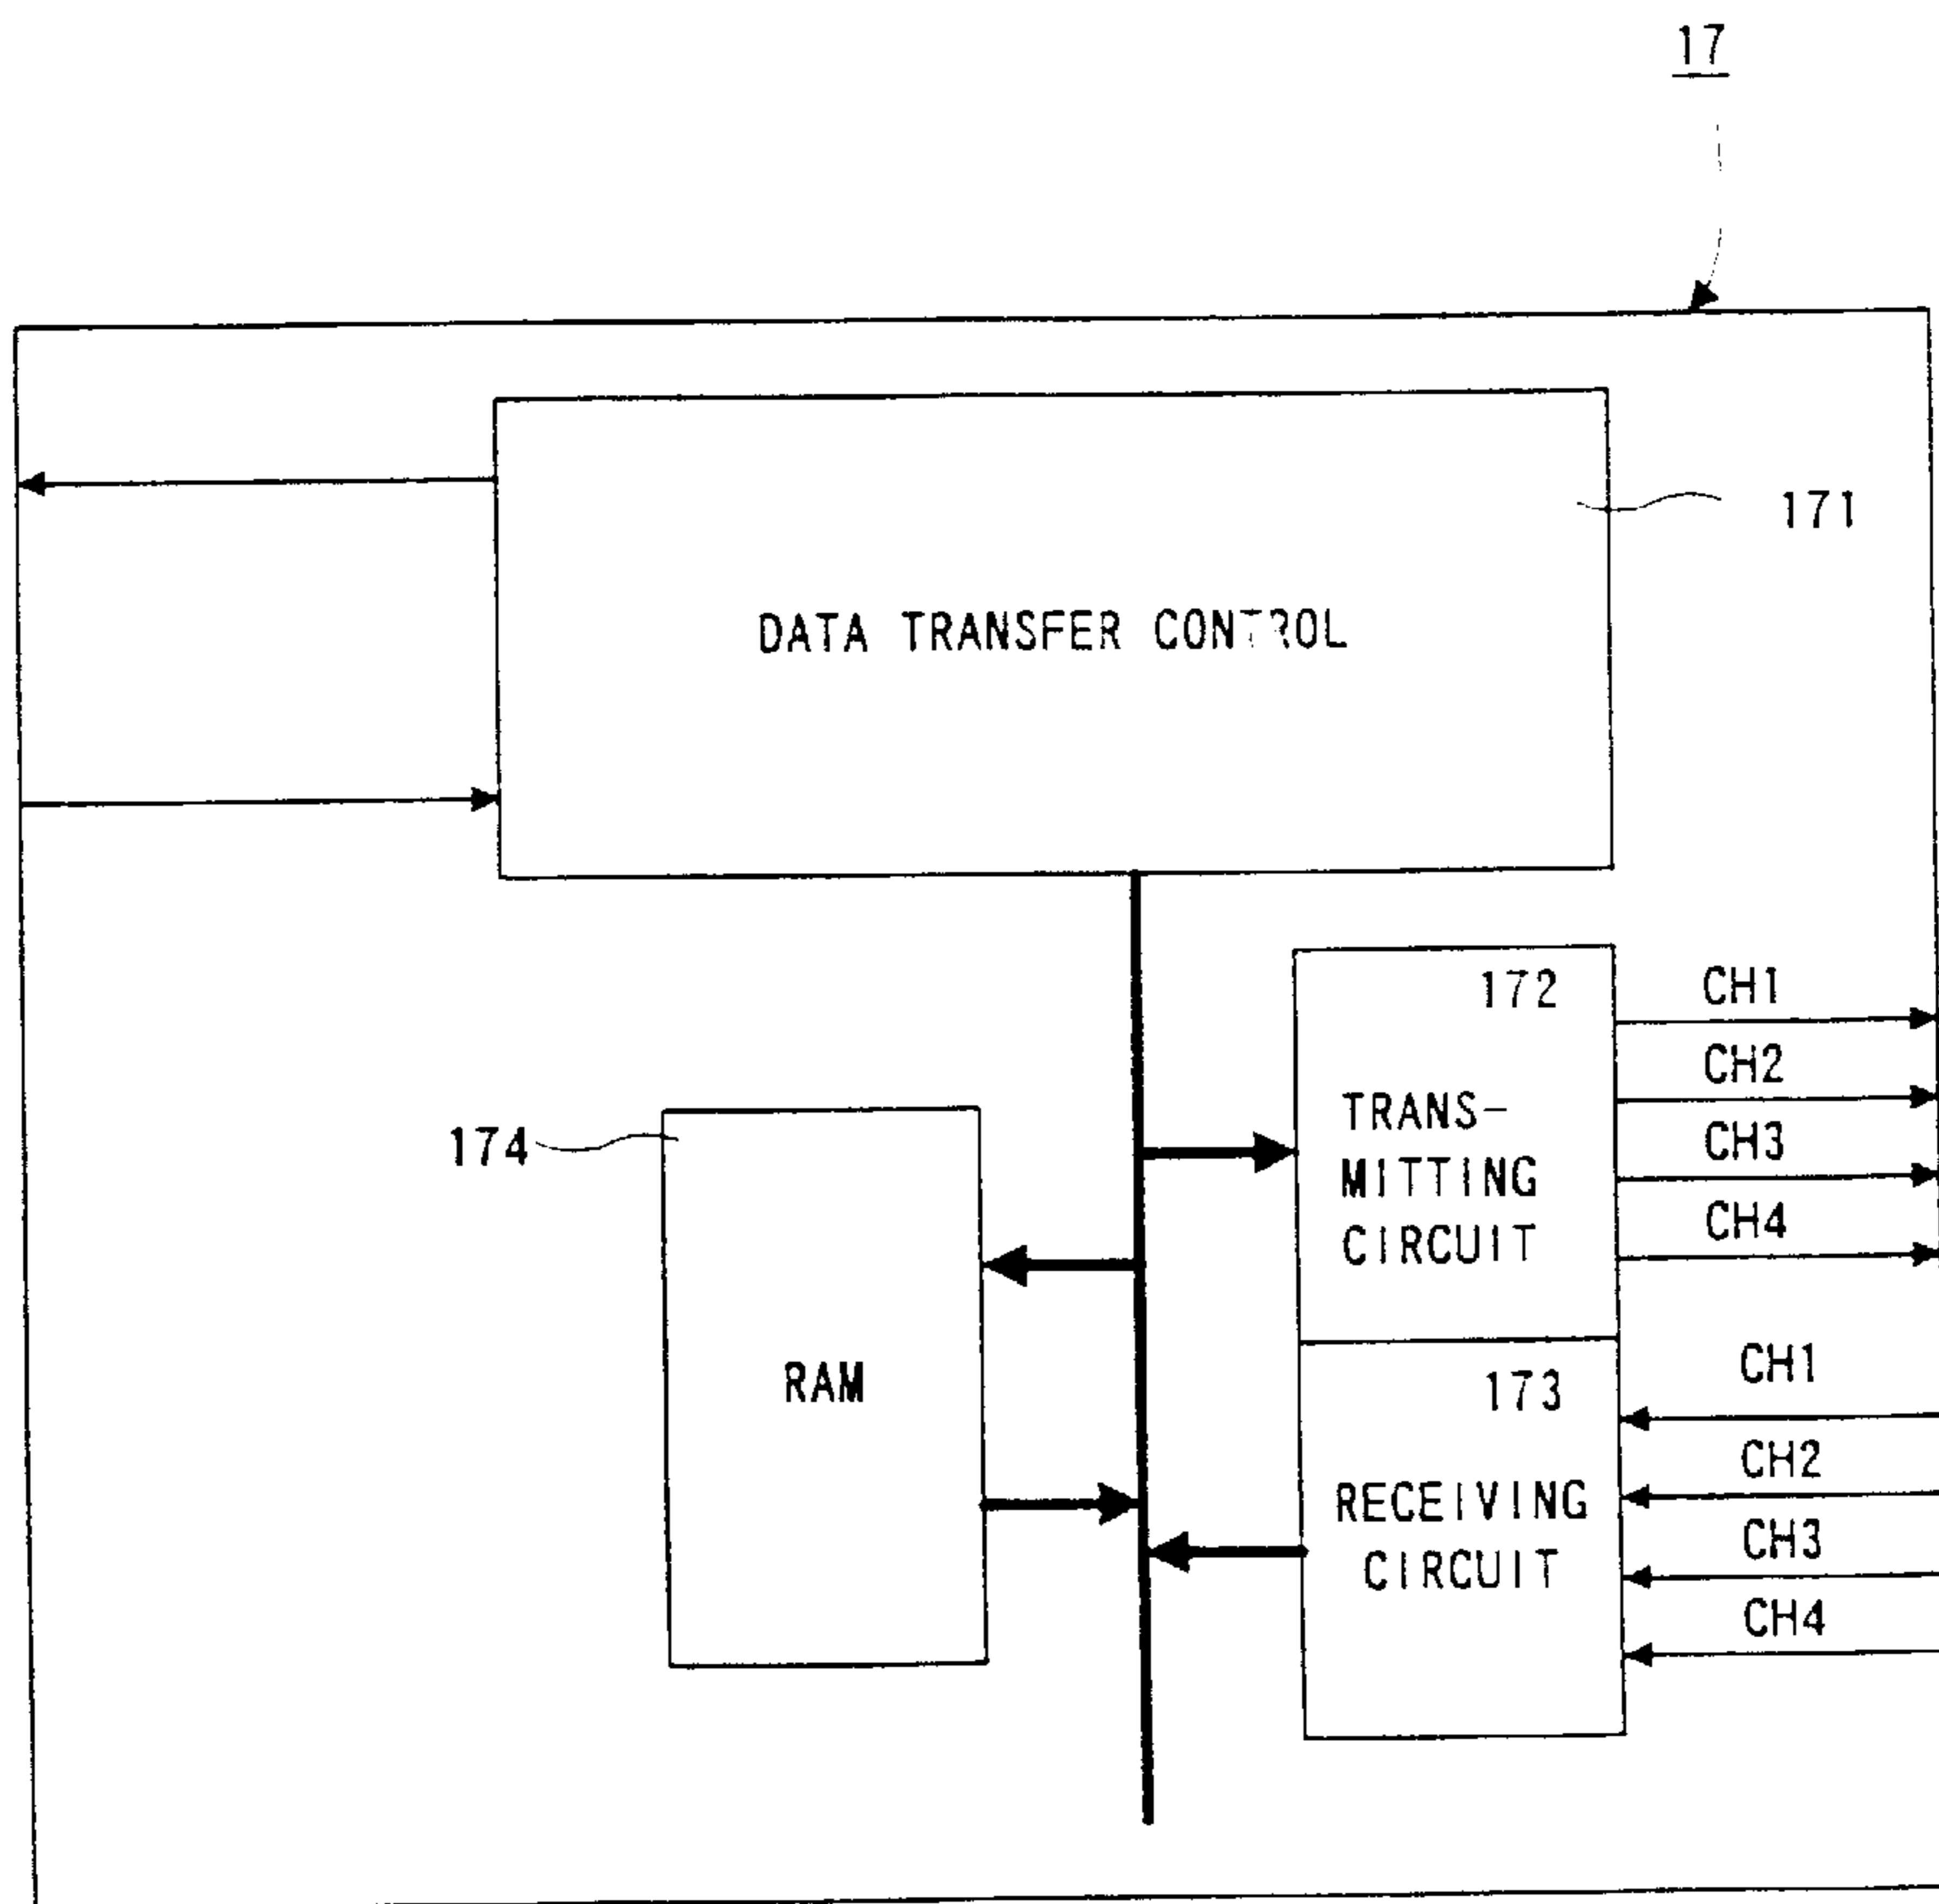 17
171
DATA TRANSFER CONTROL
172
CH1
CH2
TRANS-
CH3
174
MITTING
CH4
CIRCUIT
CH1
RAM
173
CH2
RECEIVING
CH3
CIRCUIT
CH4